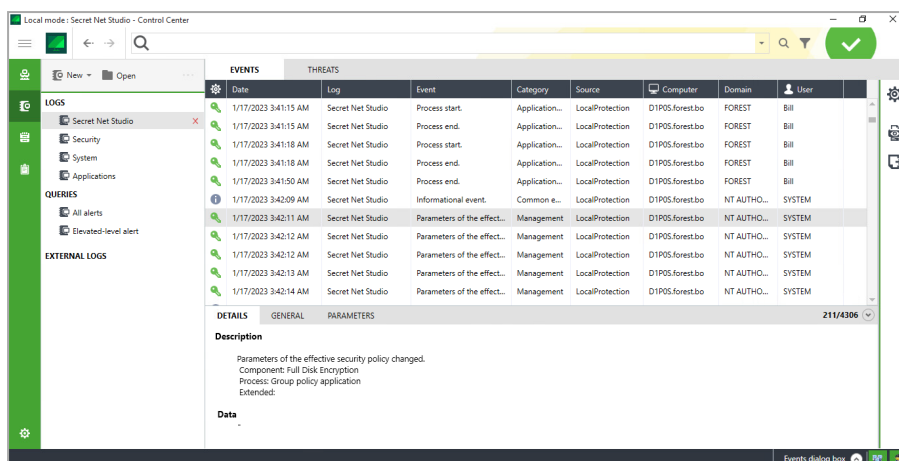 Local mode : Secret Net Studio - Control Center
New Open
EVENTS THREATS
Date Log Event Category Source Computer Domain User
LOGS
Secret Net Studio X
Security
System
Applications
QUERIES
All alerts
Elevated-level alert
EXTERNAL LOGS
1/17/2023 3:41:15 AM Secret Net Studio Process start. Application... LocalProtection D1P0S.forest.bo FOREST Bill
1/17/2023 3:41:15 AM Secret Net Studio Process end. Application... LocalProtection D1P0S.forest.bo FOREST Bill
1/17/2023 3:41:18 AM Secret Net Studio Process start. Application... LocalProtection D1P0S.forest.bo FOREST Bill
1/17/2023 3:41:18 AM Secret Net Studio Process end. Application... LocalProtection D1P0S.forest.bo FOREST Bill
1/17/2023 3:41:50 AM Secret Net Studio Process end. Application... LocalProtection D1P0S.forest.bo FOREST Bill
1/17/2023 3:42:09 AM Secret Net Studio Informational event. Common e... LocalProtection D1P0S.forest.bo NT AUTHO... SYSTEM
1/17/2023 3:42:11 AM Secret Net Studio Parameters of the effect... Management LocalProtection D1P0S.forest.bo NT AUTHO... SYSTEM
1/17/2023 3:42:12 AM Secret Net Studio Parameters of the effect... Management LocalProtection D1P0S.forest.bo NT AUTHO... SYSTEM
1/17/2023 3:42:12 AM Secret Net Studio Parameters of the effect... Management LocalProtection D1P0S.forest.bo NT AUTHO... SYSTEM
1/17/2023 3:42:13 AM Secret Net Studio Parameters of the effect... Management LocalProtection D1P0S.forest.bo NT AUTHO... SYSTEM
1/17/2023 3:42:14 AM Secret Net Studio Parameters of the effect... Management LocalProtection D1P0S.forest.bo NT AUTHO... SYSTEM
DETAILS GENERAL PARAMETERS 211/4306
Description
Parameters of the effective security policy changed.
Component: Full Disk Encryption
Process: Group policy application
Extended:
Data
-
Events dialog box